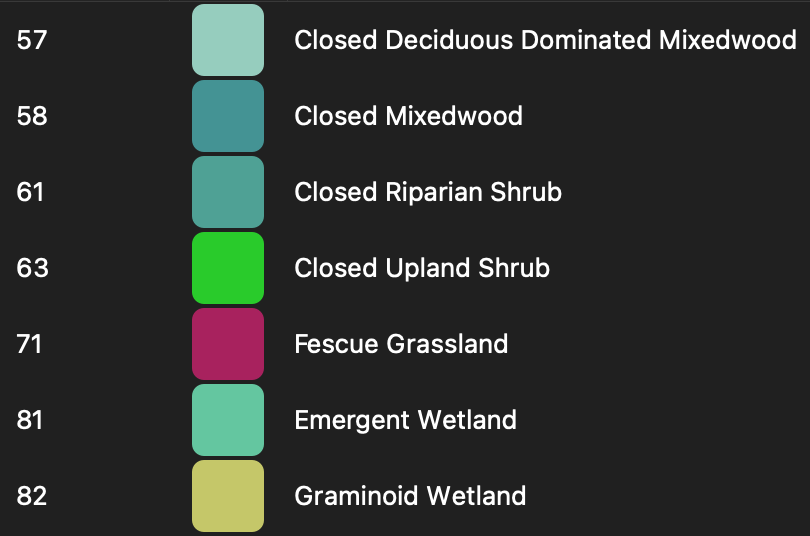 57 Closed Deciduous Dominated Mixedwood
58 Closed Mixedwood
61 Closed Riparian Shrub
63 Closed Upland Shrub
71 Fescue Grassland
81 Emergent Wetland
82 Graminoid Wetland